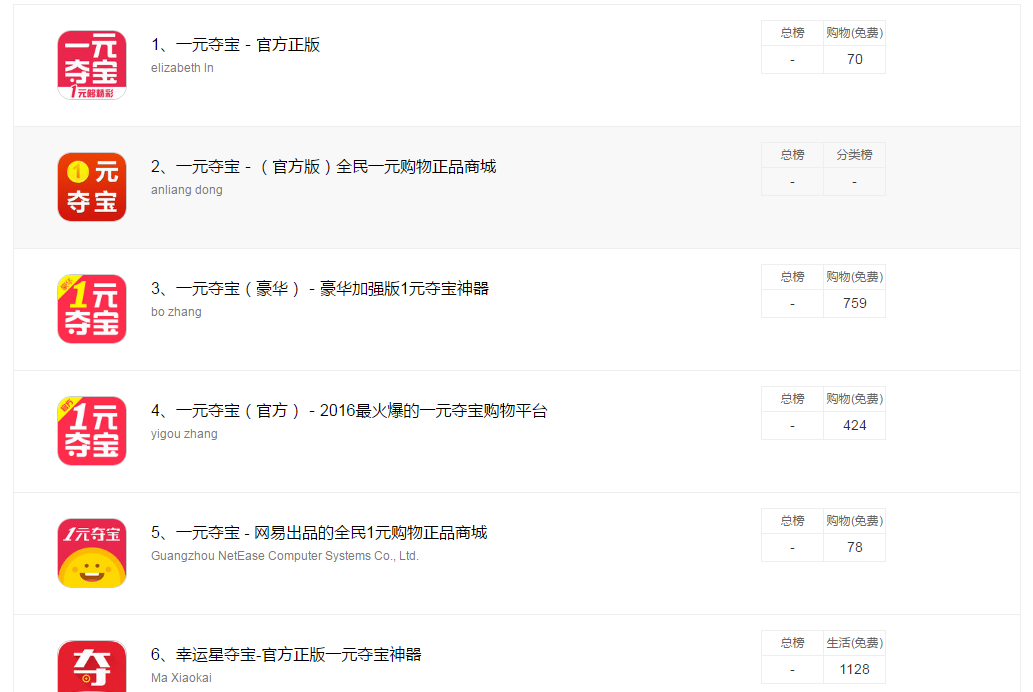 一元
夺宝
1元够精彩
1、一元夺宝 - 官方正版
elizabeth ln
总榜 购物(免费)
- 70
1元
夺宝
2、一元夺宝 - （官方版）全民一元购物正品商城
anliang dong
总榜 分类榜
- -
1元
夺宝
3、一元夺宝（豪华） - 豪华加强版1元夺宝神器
bo zhang
总榜 购物(免费)
- 759
官方
1元
夺宝
4、一元夺宝（官方） - 2016最火爆的一元夺宝购物平台
yigou zhang
总榜 购物(免费)
- 424
1元夺宝
5、一元夺宝 - 网易出品的全民1元购物正品商城
Guangzhou NetEase Computer Systems Co., Ltd.
总榜 购物(免费)
- 78
夺
6、幸运星夺宝-官方正版一元夺宝神器
Ma Xiaokai
总榜 生活(免费)
- 1128